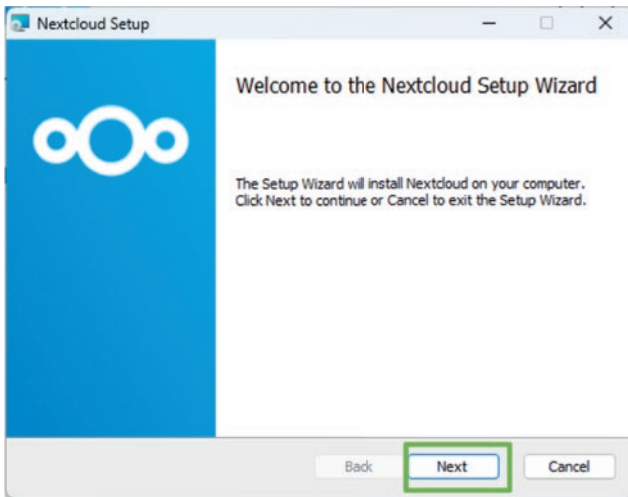 Nextcloud Setup
Welcome to the Nextcloud Setup Wizard
The Setup Wizard will install Nextcloud on your computer.
Click Next to continue or Cancel to exit the Setup Wizard.
Back Next Cancel